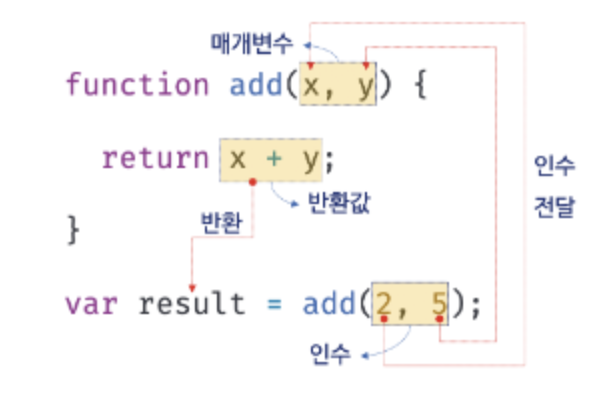 매개변수
function add(x, y) {
return x + y;
반환값
반환
}
인수
전달
var result = add(2, 5);
인수